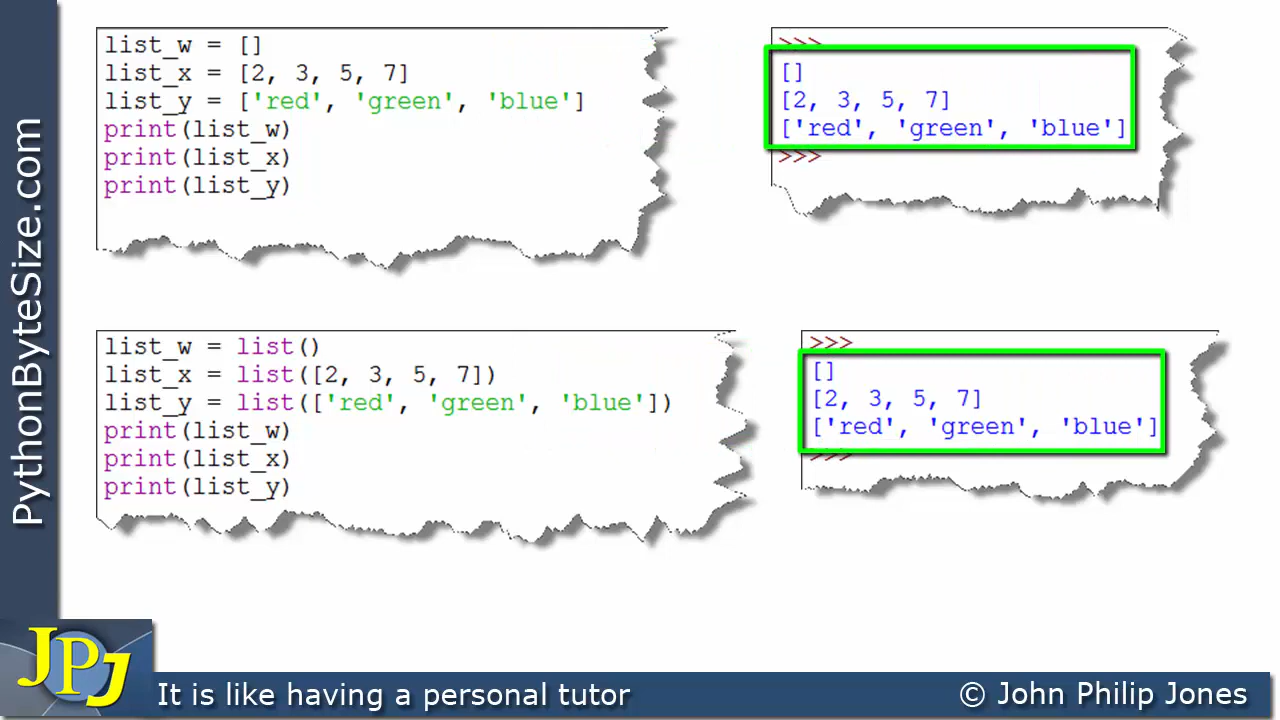 list_w = []
list_x = [2, 3, 5, 7]
list_y = ['red', 'green', 'blue']
print(list_w)
print(list_x)
print(list_y)
>>>
[]
[2, 3, 5, 7]
['red', 'green', 'blue']
>>>
list_w = list()
list_x = list([2, 3, 5, 7])
list_y = list(['red', 'green', 'blue'])
print(list_w)
print(list_x)
print(list_y)
>>>
[]
[2, 3, 5, 7]
['red', 'green', 'blue']
>>>
PythonByteSize.com
JPJ
It is like having a personal tutor
© John Philip Jones